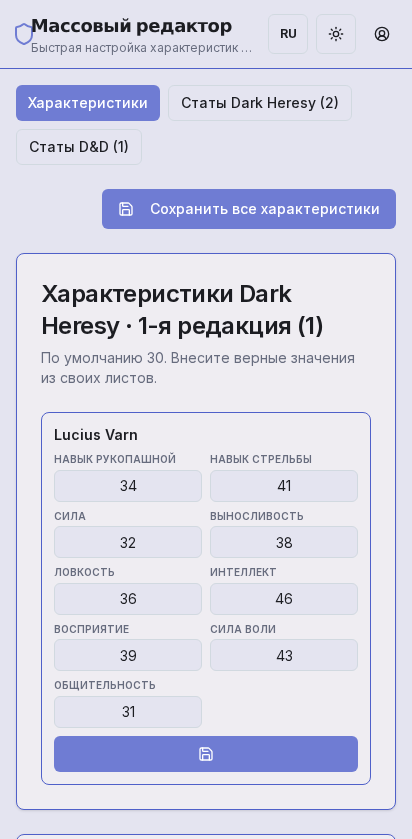 Массовый редактор
Быстрая настройка характеристик …
RU
Характеристики
Статы Dark Heresy (2)
Статы D&D (1)
Сохранить все характеристики
Характеристики Dark
Heresy · 1-я редакция (1)
По умолчанию 30. Внесите верные значения
из своих листов.
Lucius Varn
НАВЫК РУКОПАШНОЙ
НАВЫК СТРЕЛЬБЫ
34
41
СИЛА
ВЫНОСЛИВОСТЬ
32
38
ЛОВКОСТЬ
ИНТЕЛЛЕКТ
36
46
ВОСПРИЯТИЕ
СИЛА ВОЛИ
39
43
ОБЩИТЕЛЬНОСТЬ
31